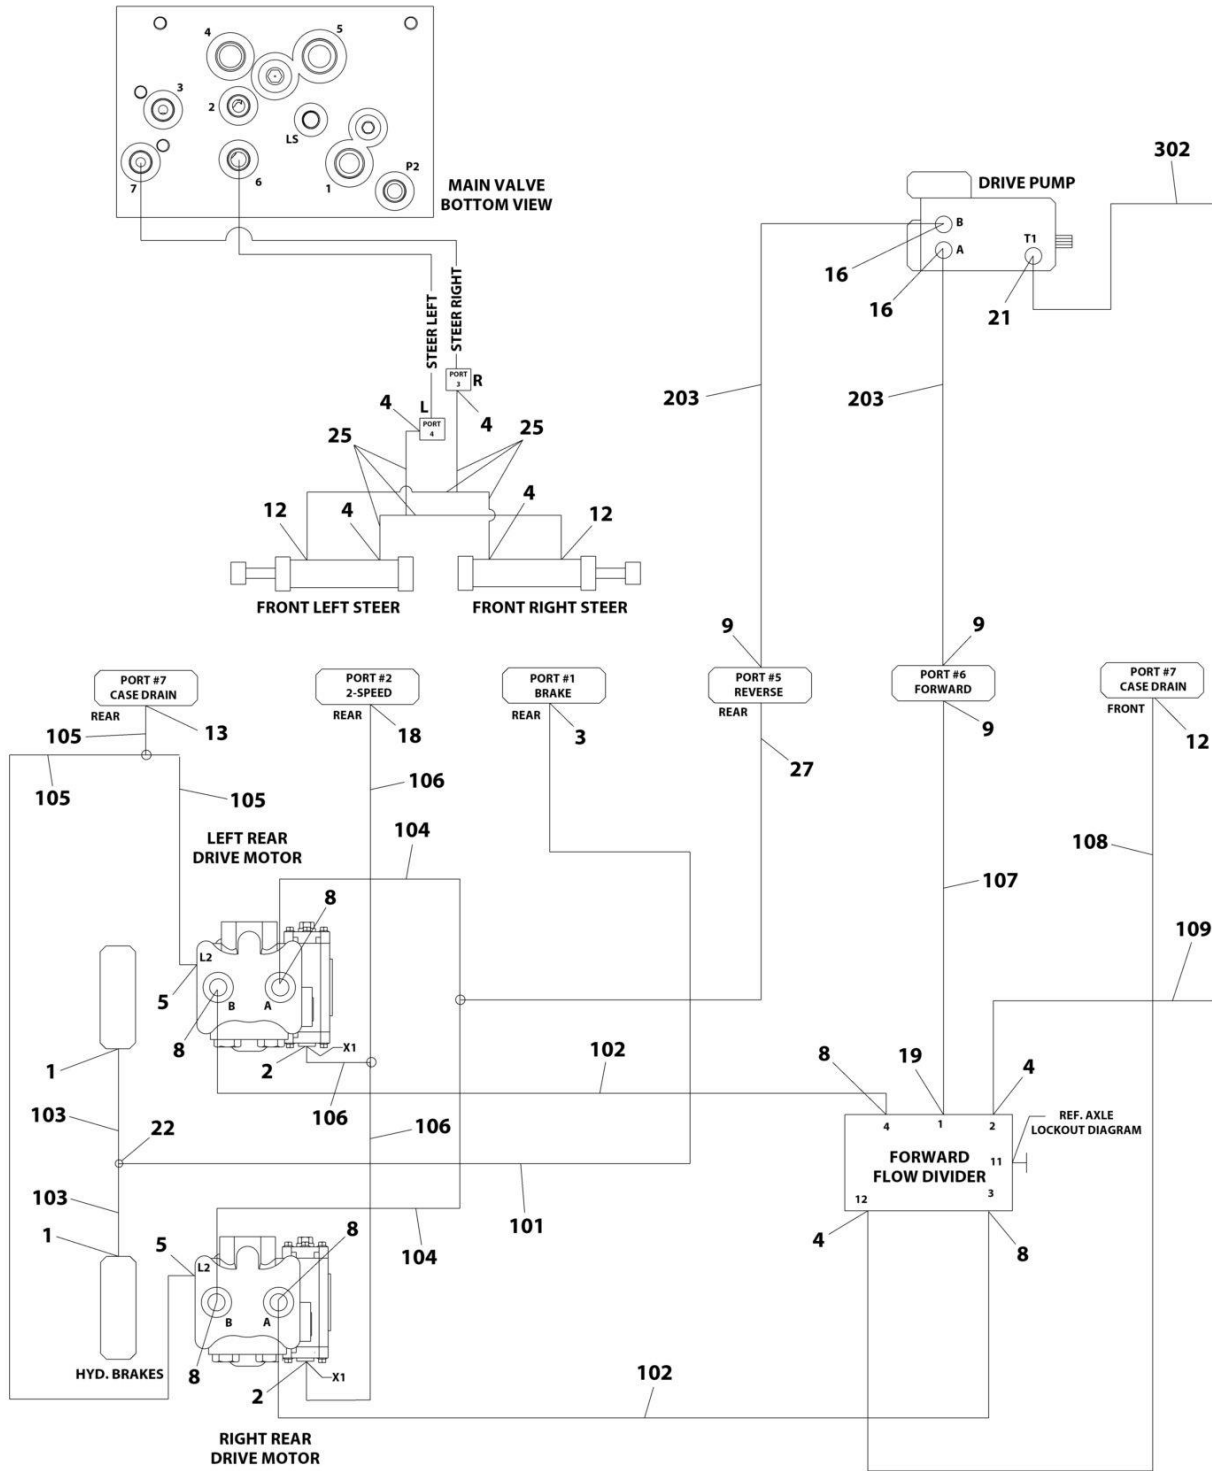 4
5
3
2
LS
7
6
1
P2
MAIN VALVE
BOTTOM VIEW
302
DRIVE PUMP
B
A
T1
16
16
21
STEER LEFT
STEER RIGHT
PORT
3
R
L
PORT
4
4
4
203
203
25
25
12
4
4
12
FRONT LEFT STEER
FRONT RIGHT STEER
9
9
PORT #7
CASE DRAIN
PORT #2
2-SPEED
PORT #1
BRAKE
PORT #5
REVERSE
PORT #6
FORWARD
PORT #7
CASE DRAIN
REAR
REAR
REAR
REAR
FRONT
105
13
18
3
27
9
12
105
105
106
LEFT REAR
DRIVE MOTOR
104
108
107
8
109
L2
5
B
A
8
2
X1
1
106
102
8
19
4
103
22
106
4
1
2
REF. AXLE
LOCKOUT DIAGRAM
FORWARD
FLOW DIVIDER
11
12
3
103
101
1
5
104
8
4
8
L2
B
A
HYD. BRAKES
8
2
X1
102
RIGHT REAR
DRIVE MOTOR